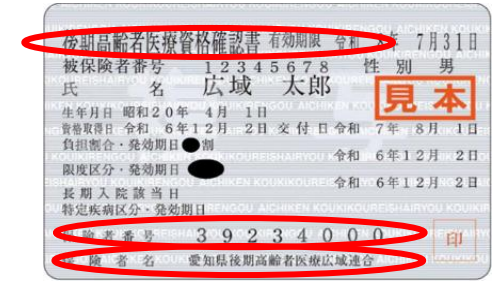 後期高齢者医療資格確認書 有効期限 令和 年 7月31日
被保険者番号 12345678 性別 男
氏名 広域 太郎
見本
生年月日 昭和20年 4月 1日
資格取得日 令和 6年12月 2日 交付日 令和 7年 8月 1日
負担割合・発効期日 割 令和 6年12月 2日
限度区分・発効期日 令和 6年12月 2日
長期入院該当日
特定疾病区分・発効期日
険者番号 39234000
印
険者名 愛知県後期高齢者医療広域連合